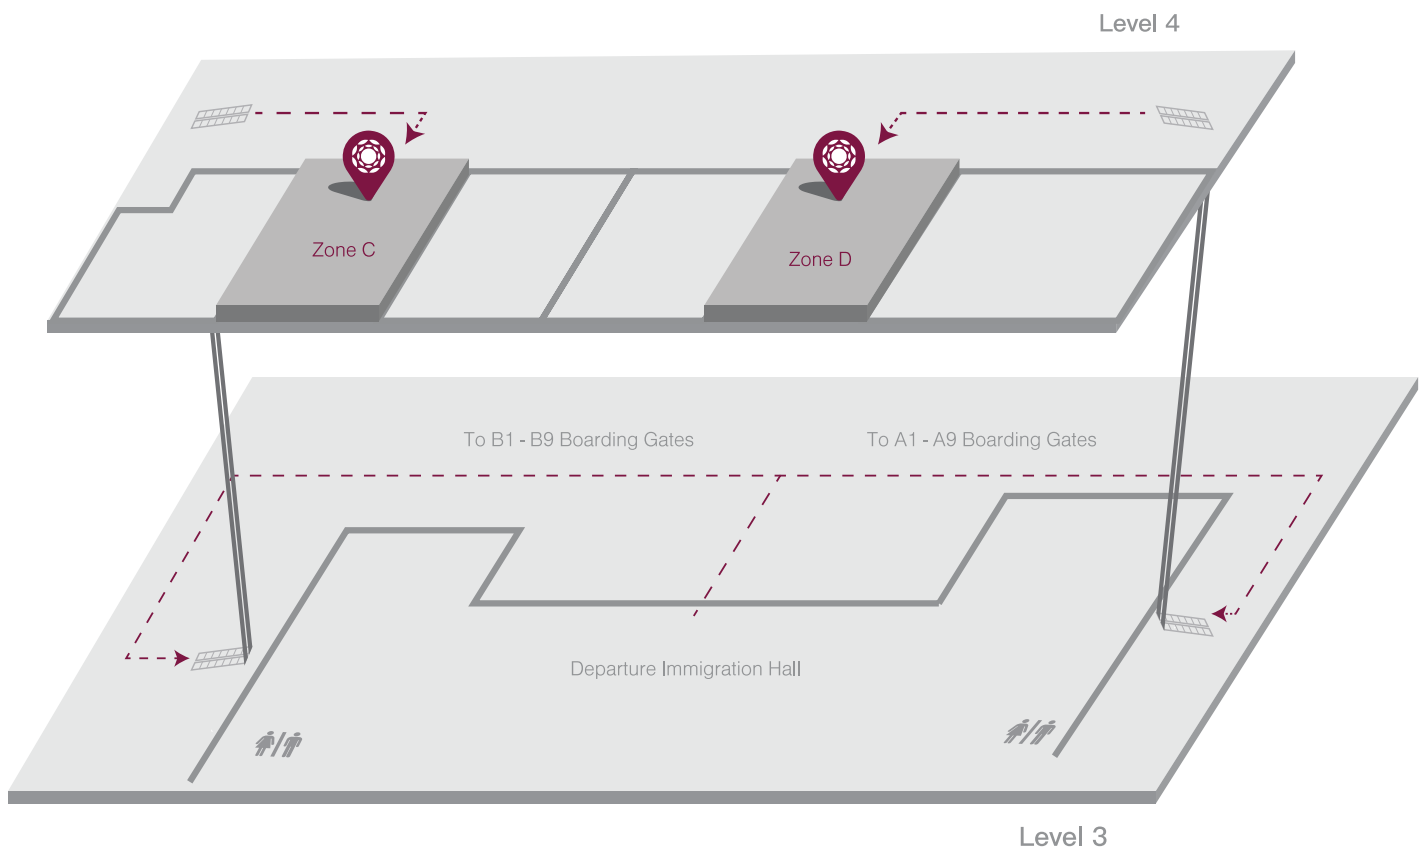 Level 4
Zone C
Zone D
To B1 - B9 Boarding Gates
To A1 - A9 Boarding Gates
Departure Immigration Hall
Level 3